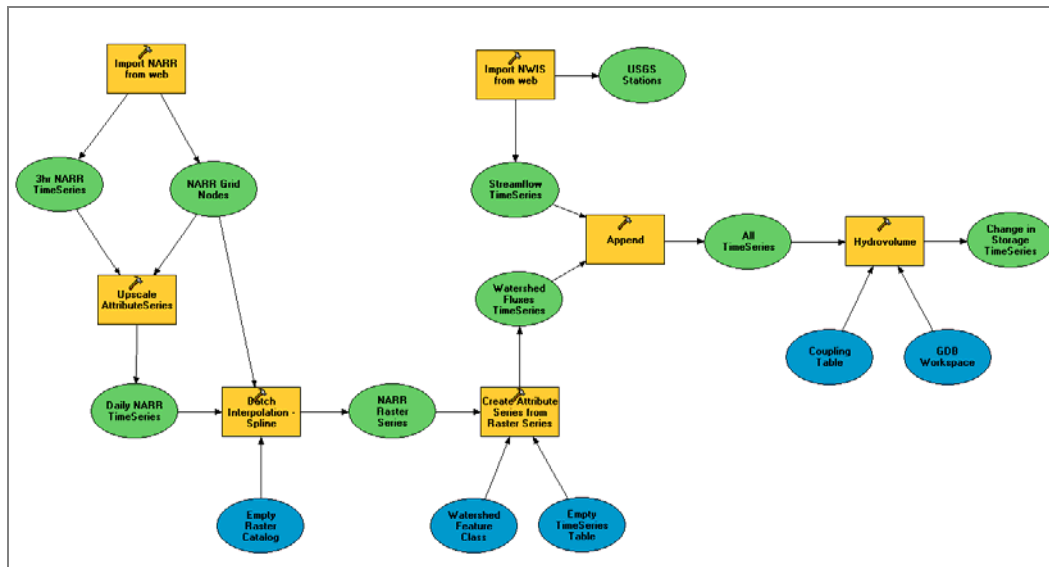 Import NARR
from web
Import NWIS
from web
USGS
Stations
3hr NARR
TimeSeries
NARR Grid
Nodes
Streamflow
TimeSeries
Append
All
TimeSeries
Hydrovolume
Change in
Storage
TimeSeries
Upscale
AttributeSeries
Watershed
Fluxes
TimeSeries
Coupling
Table
GDB
Workspace
Daily NARR
TimeSeries
Batch
Interpolation -
Spline
NARR
Raster
Series
Create Attribute
Series from
Raster Series
Empty
Raster
Catalog
Watershed
Feature
Class
Empty
TimeSeries
Table